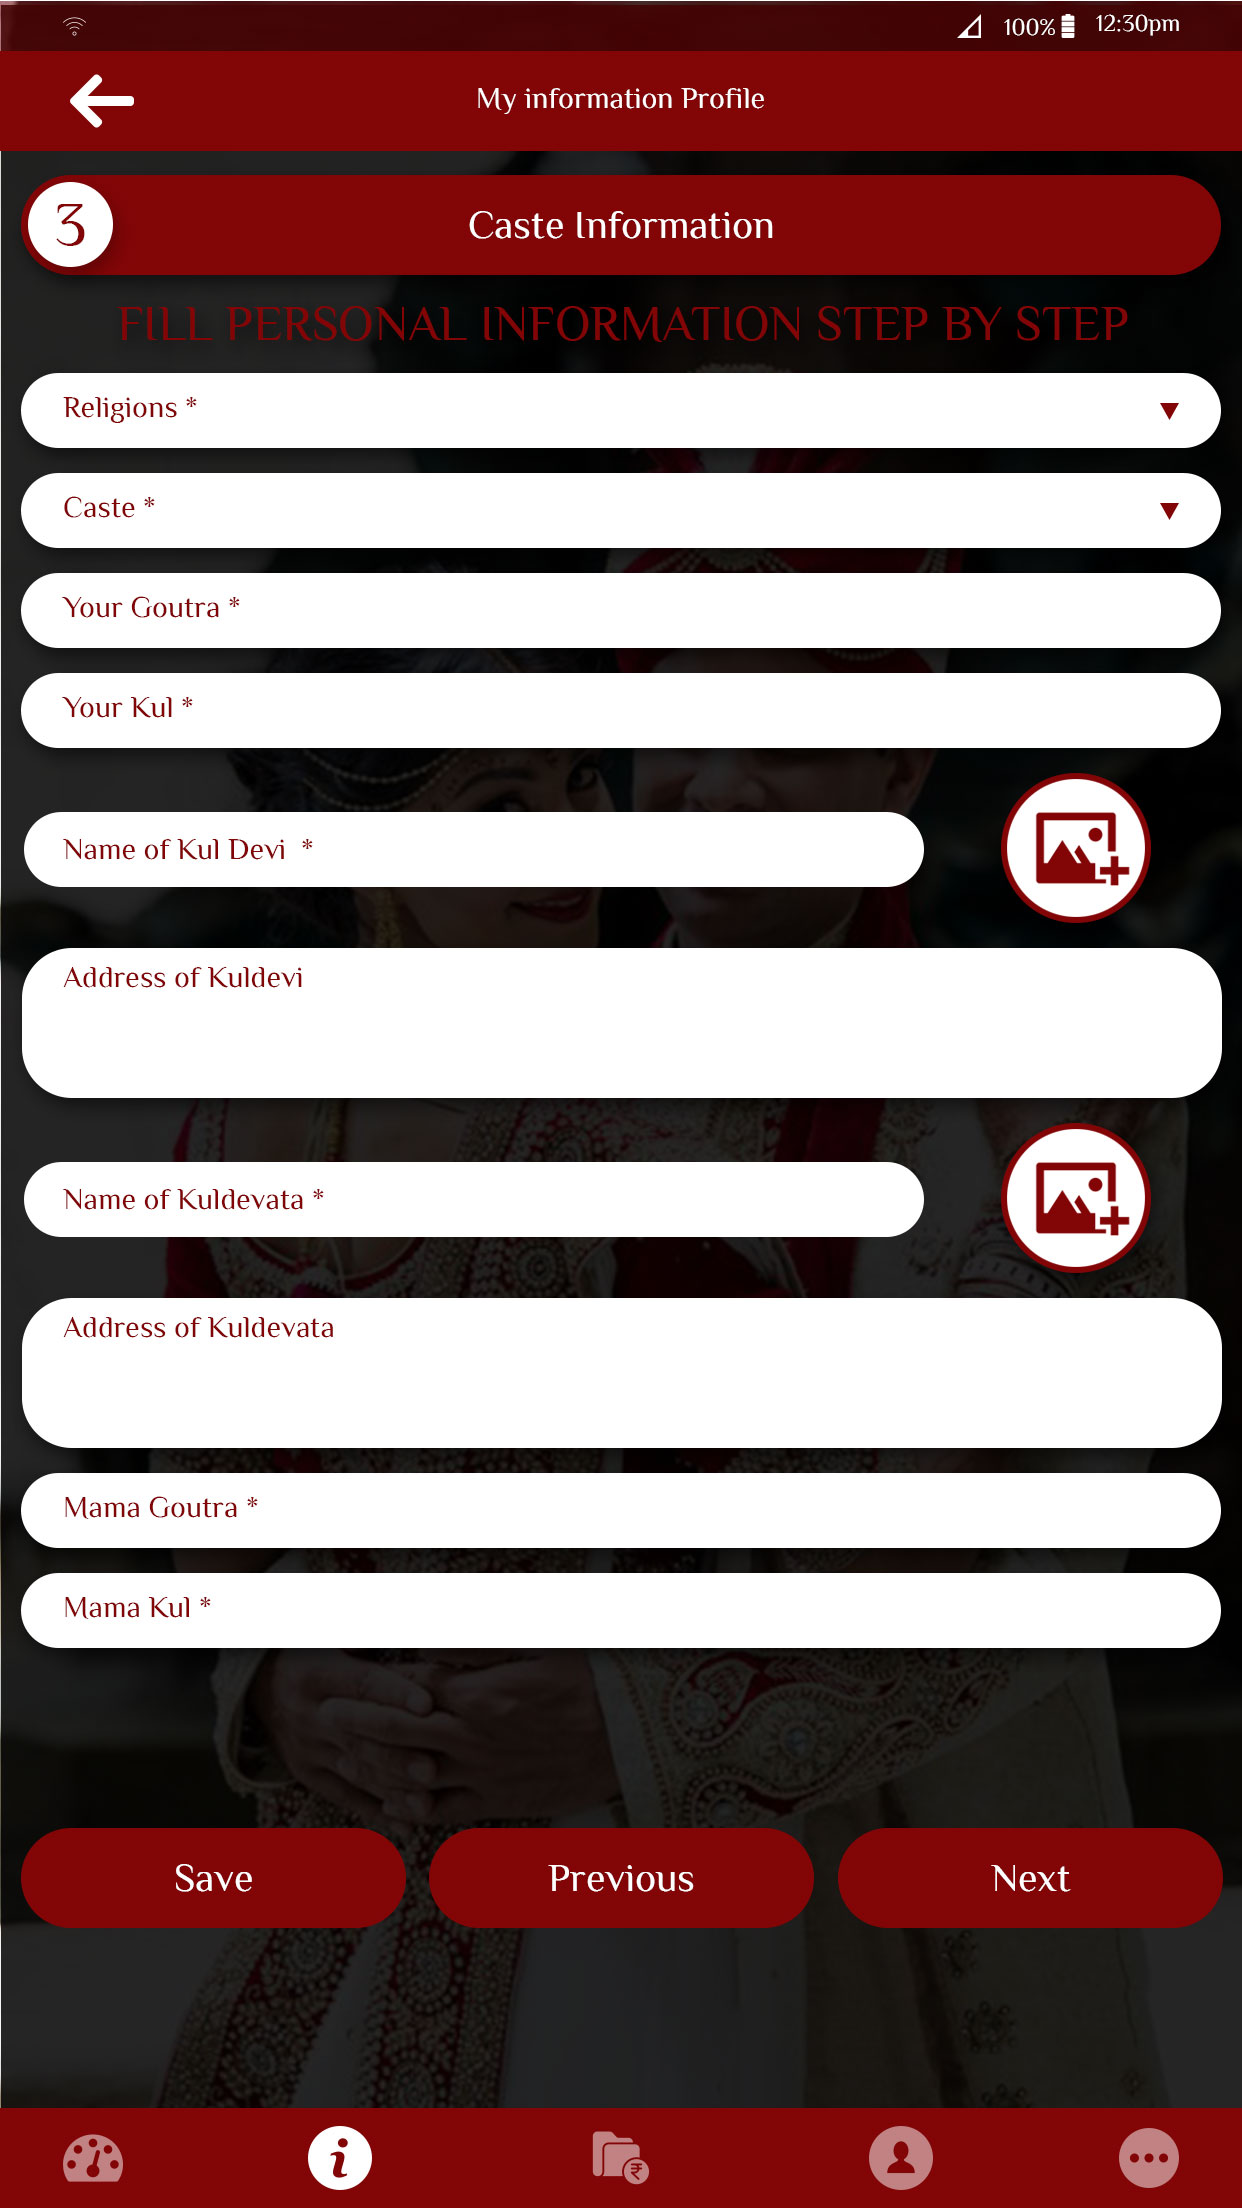 100% 12:30pm
My information Profile
3 Caste Information
FILL PERSONAL INFORMATION STEP BY STEP
Religions *
Caste *
Your Goutra *
Your Kul *
Name of Kul Devi *
Address of Kuldevi
Name of Kuldevata *
Address of Kuldevata
Mama Goutra *
Mama Kul *
Save Previous Next